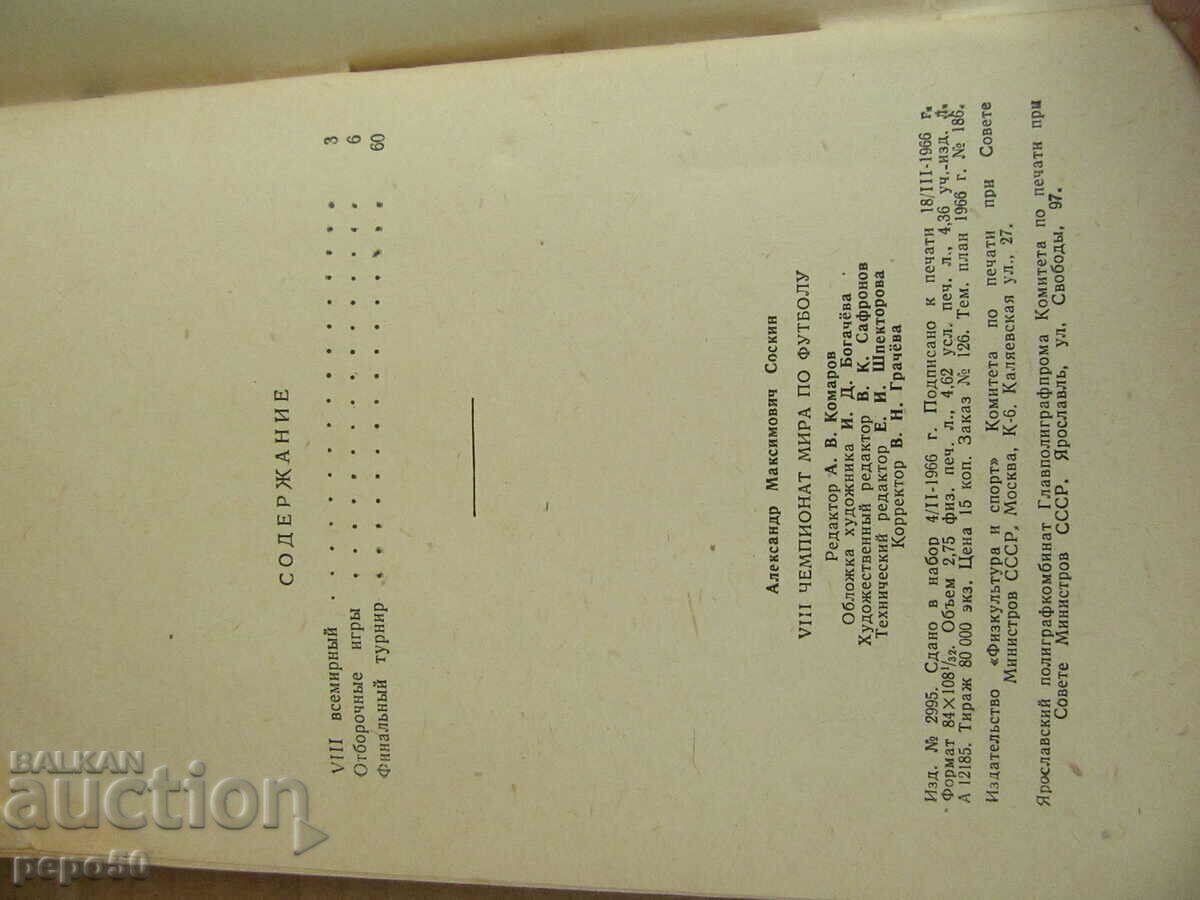 СОДЕРЖАНИЕ
VIII всемирный . . . . . . . . . . 3
Отборочные игры . . . . . . . . . 6
Финальный турнир . . . . . . . . . 60
Александр Максимович Соскин
VIII ЧЕМПИОНАТ МИРА ПО ФУТБОЛУ
Редактор А. В. Комаров
Обложка художника И. Д. Богачёва
Художественный редактор В. К. Сафронов
Технический редактор Е. И. Шпекторова
Корректор В. Н. Грачёва
Изд. № 2995. Сдано в набор 4/II-1966 г. Подписано к печати 18/III-1966 г.
Формат 84×108¹/₃₂. Объем 2,75 физ. печ. л., 4,62 усл. печ. л., 4,36 уч.-изд. л.
А 12185. Тираж 80 000 экз. Цена 15 коп. Заказ № 126. Тем. план 1966 г. № 186.
Издательство «Физкультура и спорт» Комитета по печати при Совете
Министров СССР, Москва, К-6, Каляевская ул., 27.
Ярославский полиграфкомбинат Главполиграфпрома Комитета по печати при
Совете Министров СССР. Ярославль, ул. Свободы, 97.
BALKAN
auction
pepo50